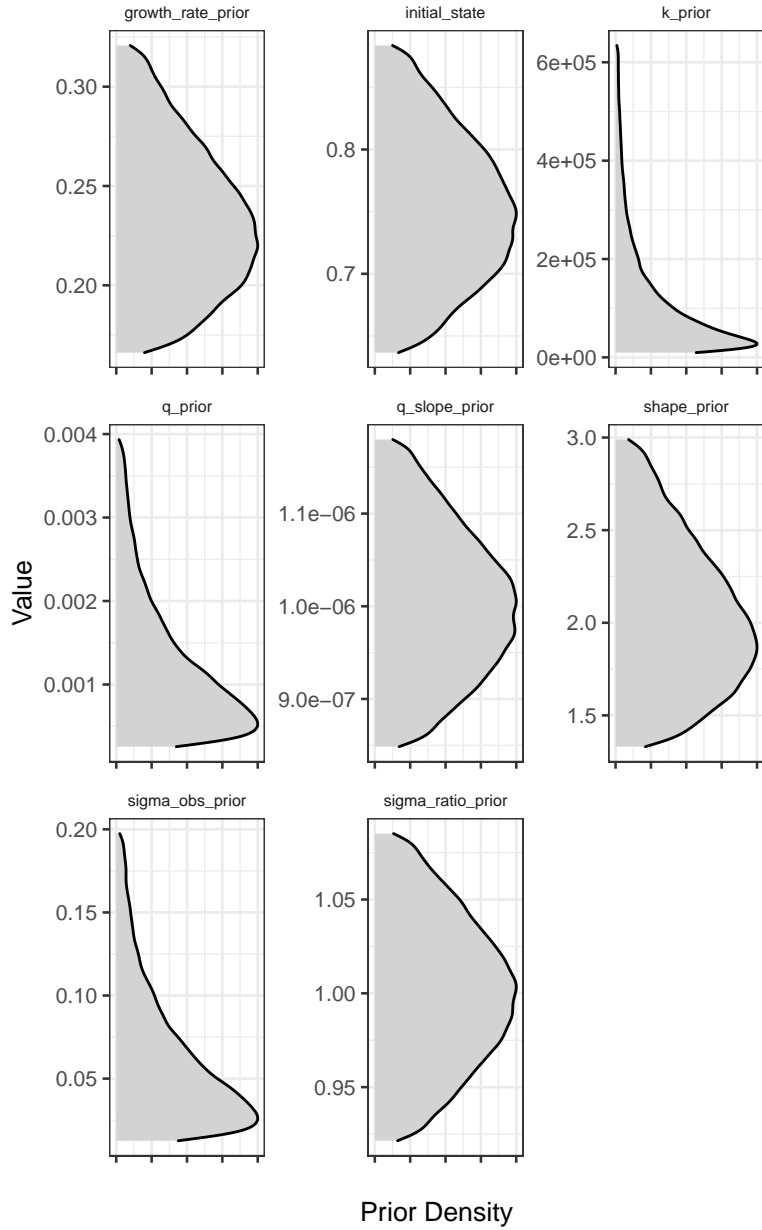 growth_rate_prior
initial_state
k_prior
0.30
0.25
0.20
0.8
0.7
6e+05
4e+05
2e+05
0e+00
q_prior
q_slope_prior
shape_prior
0.004
0.003
0.002
0.001
1.1e−06
1.0e−06
9.0e−07
3.0
2.5
2.0
1.5
Value
sigma_obs_prior
sigma_ratio_prior
0.20
0.15
0.10
0.05
1.05
1.00
0.95
Prior Density